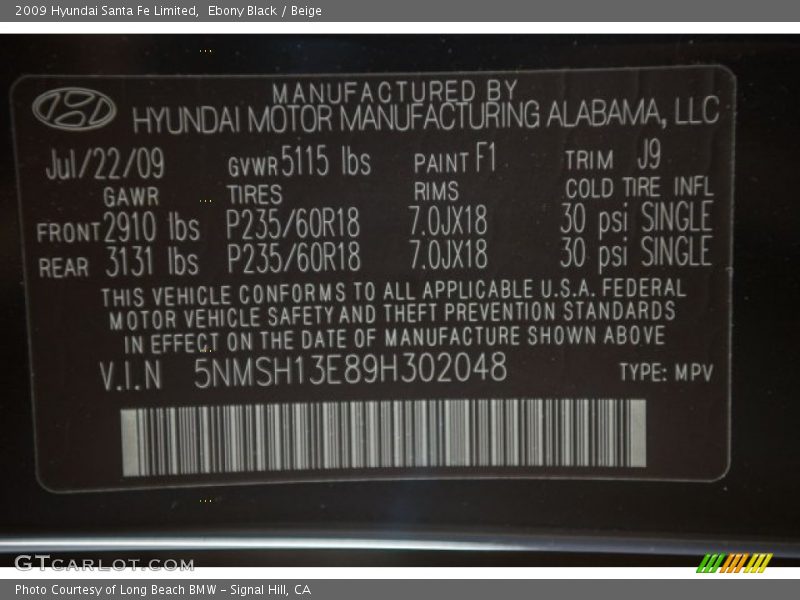 2009 Hyundai Santa Fe Limited,  Ebony Black / Beige
MANUFACTURED BY
HYUNDAI MOTOR MANUFACTURING ALABAMA, LLC
Jul/22/09 GVWR 5115 lbs PAINT F1 TRIM J9
GAWR TIRES RIMS COLD TIRE INFL
FRONT 2910 lbs P235/60R18 7.0JX18 30 psi SINGLE
REAR 3131 lbs P235/60R18 7.0JX18 30 psi SINGLE
THIS VEHICLE CONFORMS TO ALL APPLICABLE U.S.A. FEDERAL
MOTOR VEHICLE SAFETY AND THEFT PREVENTION STANDARDS
IN EFFECT ON THE DATE OF MANUFACTURE SHOWN ABOVE
V.I.N 5NMSH13E89H302048 TYPE: MPV
GTCARLOT.COM
Photo Courtesy of Long Beach BMW - Signal Hill, CA